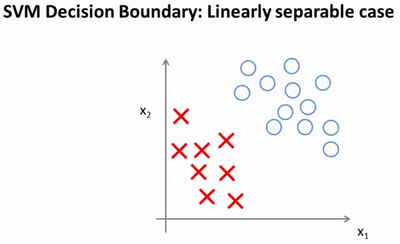 SVM Decision Boundary: Linearly separable case
x₂
x₁